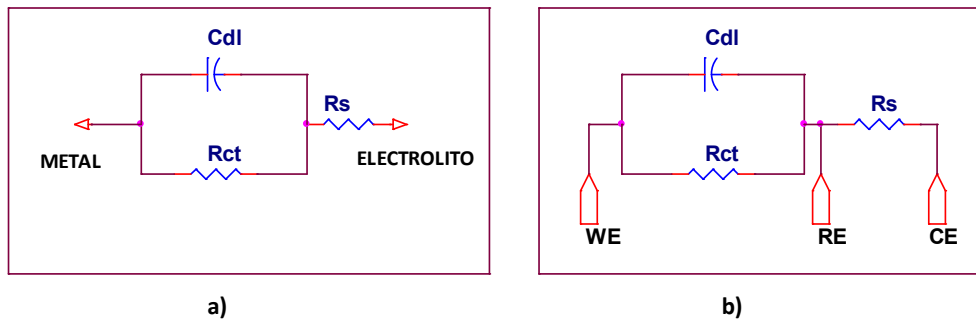 Cdl
Rs
METAL
Rct
ELECTROLITO
a)
Cdl
Rs
Rct
WE
RE
CE
b)